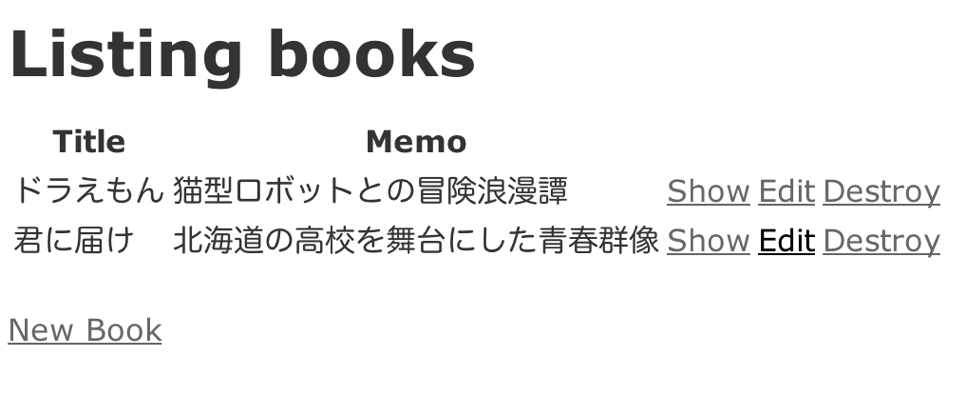 Listing books
Title Memo
ドラえもん 猫型ロボットとの冒険浪漫譚 Show Edit Destroy
君に届け 北海道の高校を舞台にした青春群像 Show Edit Destroy
New Book